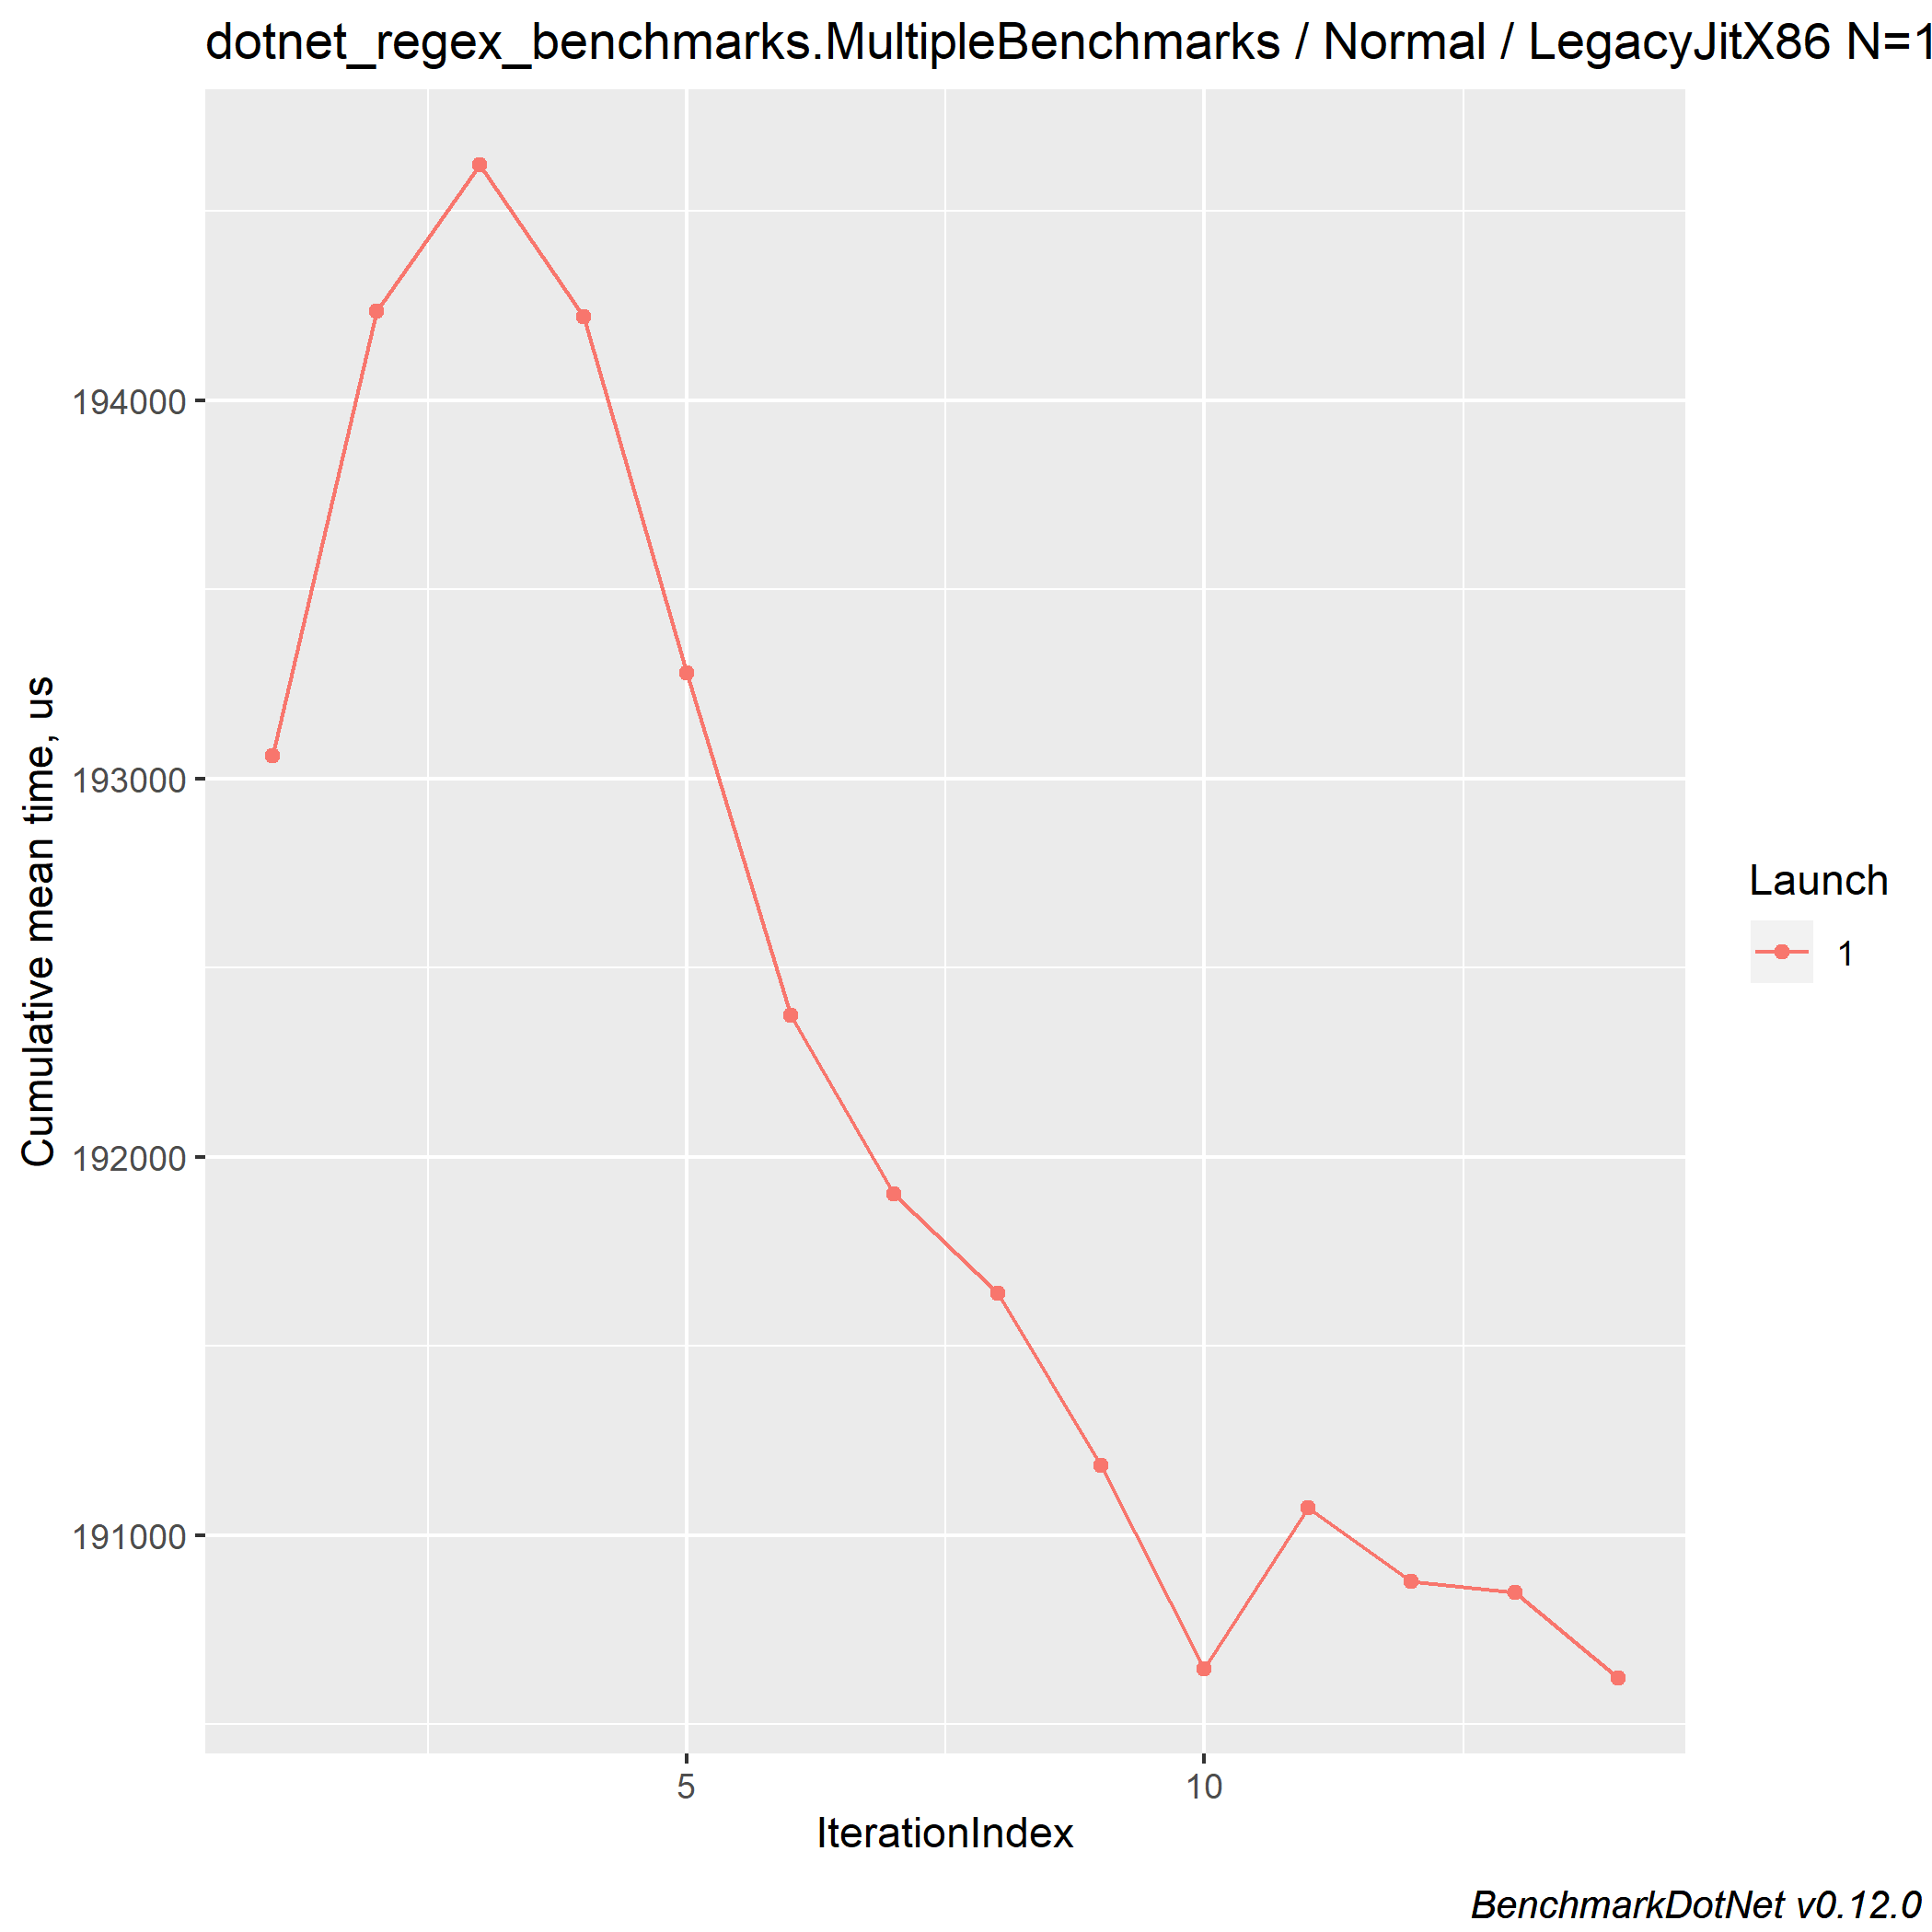 dotnet_regex_benchmarks.MultipleBenchmarks / Normal / LegacyJitX86 N=1
194000
193000
192000
191000
Cumulative mean time, us
5
10
IterationIndex
Launch
1
BenchmarkDotNet v0.12.0